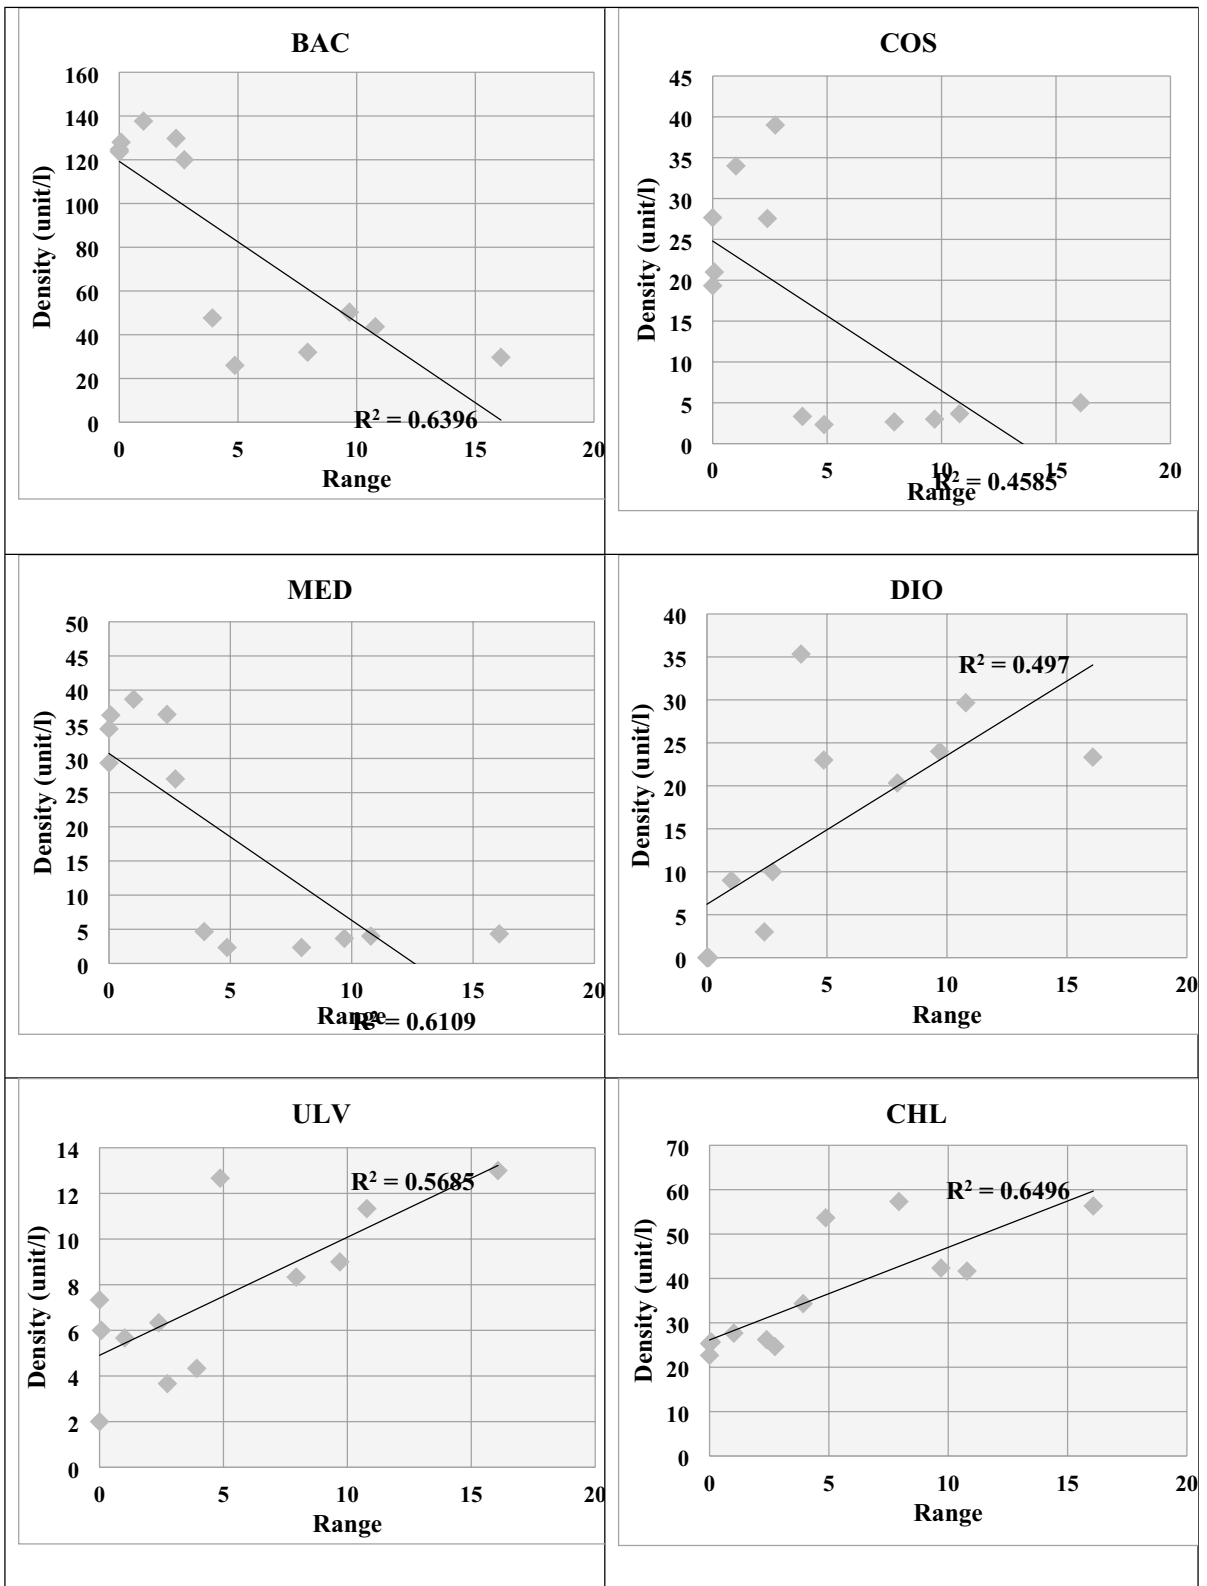 BAC
160
140
120
100
80
60
40
20
0
Density (unit/l)
R² = 0.6396
0 5 10 15 20
Range
COS
45
40
35
30
25
20
15
10
5
0
Density (unit/l)
0 5 10 15 20
R² = 0.4585
Range
MED
50
45
40
35
30
25
20
15
10
5
0
Density (unit/l)
0 5 10 15 20
Range
R² = 0.6109
DIO
40
35
30
25
20
15
10
5
0
Density (unit/l)
R² = 0.497
0 5 10 15 20
Range
ULV
14
12
10
8
6
4
2
0
Density (unit/l)
R² = 0.5685
0 5 10 15 20
Range
CHL
70
60
50
40
30
20
10
0
Density (unit/l)
R² = 0.6496
0 5 10 15 20
Range